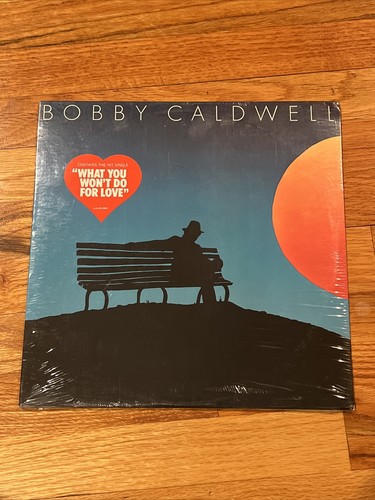 BOBBY CALDWELL
CONTAINS THE HIT SINGLE
"WHAT YOU
WON'T DO
FOR LOVE"